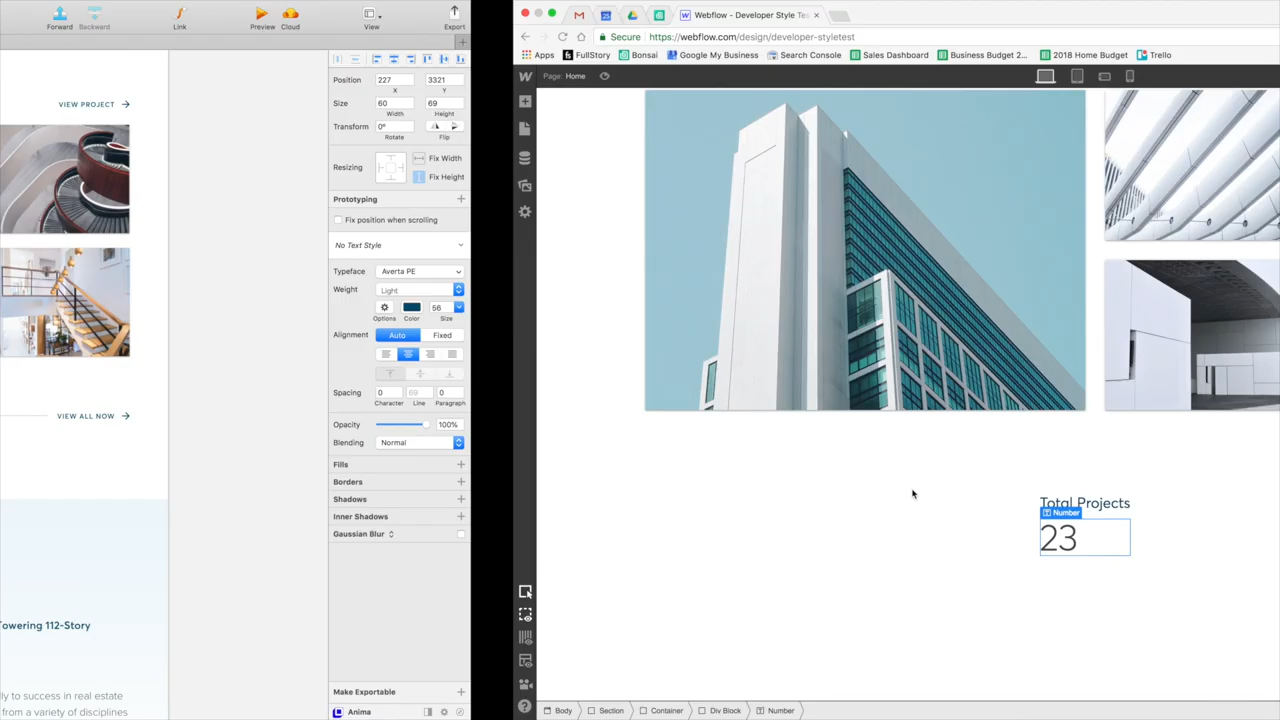 Forward
Backward
Link
Preview
Cloud
View
Export
VIEW PROJECT
VIEW ALL NOW
Towering 112-Story
ly to success in real estate
from a variety of disciplines
Position
227
3321
X
Y
Size
60
69
Width
Height
Transform
0°
Rotate
Flip
Resizing
Fix Width
Fix Height
Prototyping
Fix position when scrolling
No Text Style
Typeface
Averta PE
Weight
Light
56
Options
Color
Size
Alignment
Auto
Fixed
Spacing
0
69
0
Character
Line
Paragraph
Opacity
100%
Blending
Normal
Fills
Borders
Shadows
Inner Shadows
Gaussian Blur
Make Exportable
Anima
Webflow - Developer Style Tes
Secure
https://webflow.com/design/developer-styletest
Apps
FullStory
Bonsai
Google My Business
Search Console
Sales Dashboard
Business Budget 2...
2018 Home Budget
Trello
Page: Home
Total Projects
Number
23
Body
Section
Container
Div Block
Number